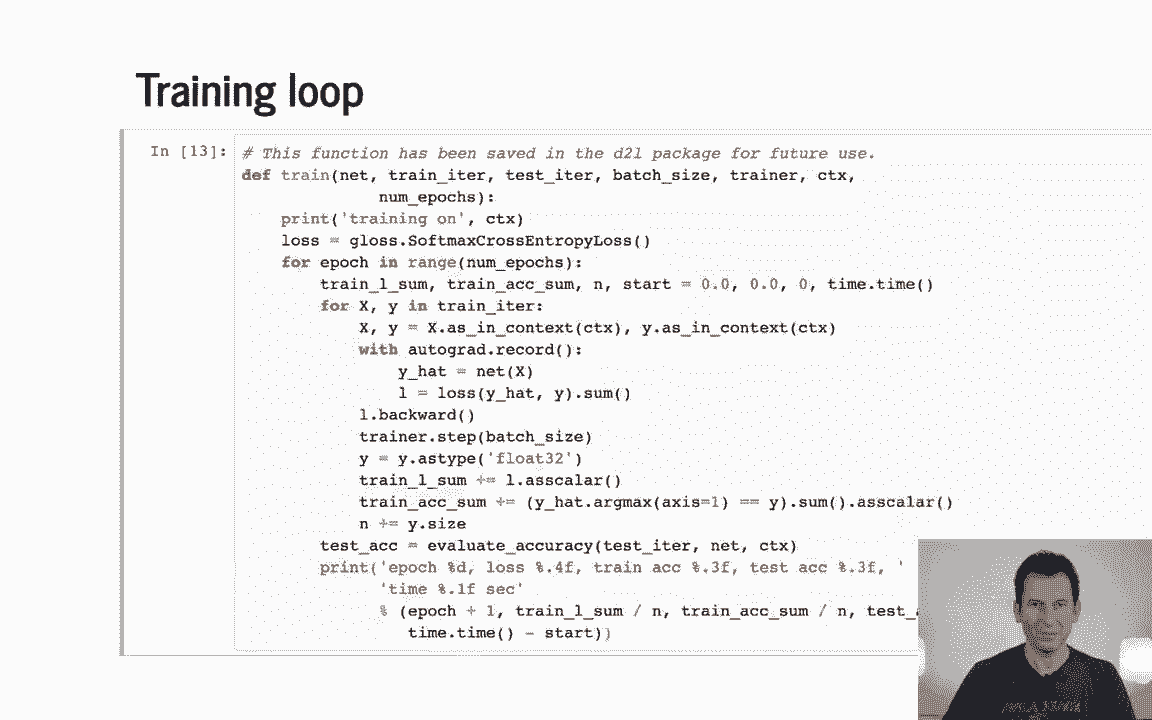 Training loop
In [13]: # This function has been saved in the d2l package for future use.
def train(net, train_iter, test_iter, batch_size, trainer, ctx,
num_epochs):
print('training on', ctx)
loss = gloss.SoftmaxCrossEntropyLoss()
for epoch in range(num_epochs):
train_l_sum, train_acc_sum, n, start = 0.0, 0.0, 0, time.time()
for X, y in train_iter:
X, y = X.as_in_context(ctx), y.as_in_context(ctx)
with autograd.record():
y_hat = net(X)
l = loss(y_hat, y).sum()
l.backward()
trainer.step(batch_size)
y = y.astype('float32')
train_l_sum += l.asscalar()
train_acc_sum += (y_hat.argmax(axis=1) == y).sum().asscalar()
n += y.size
test_acc = evaluate_accuracy(test_iter, net, ctx)
print('epoch %d, loss %.4f, train acc %.3f, test acc %.3f, '
'time %.1f sec'
% (epoch + 1, train_l_sum / n, train_acc_sum / n,
time.time() - start))